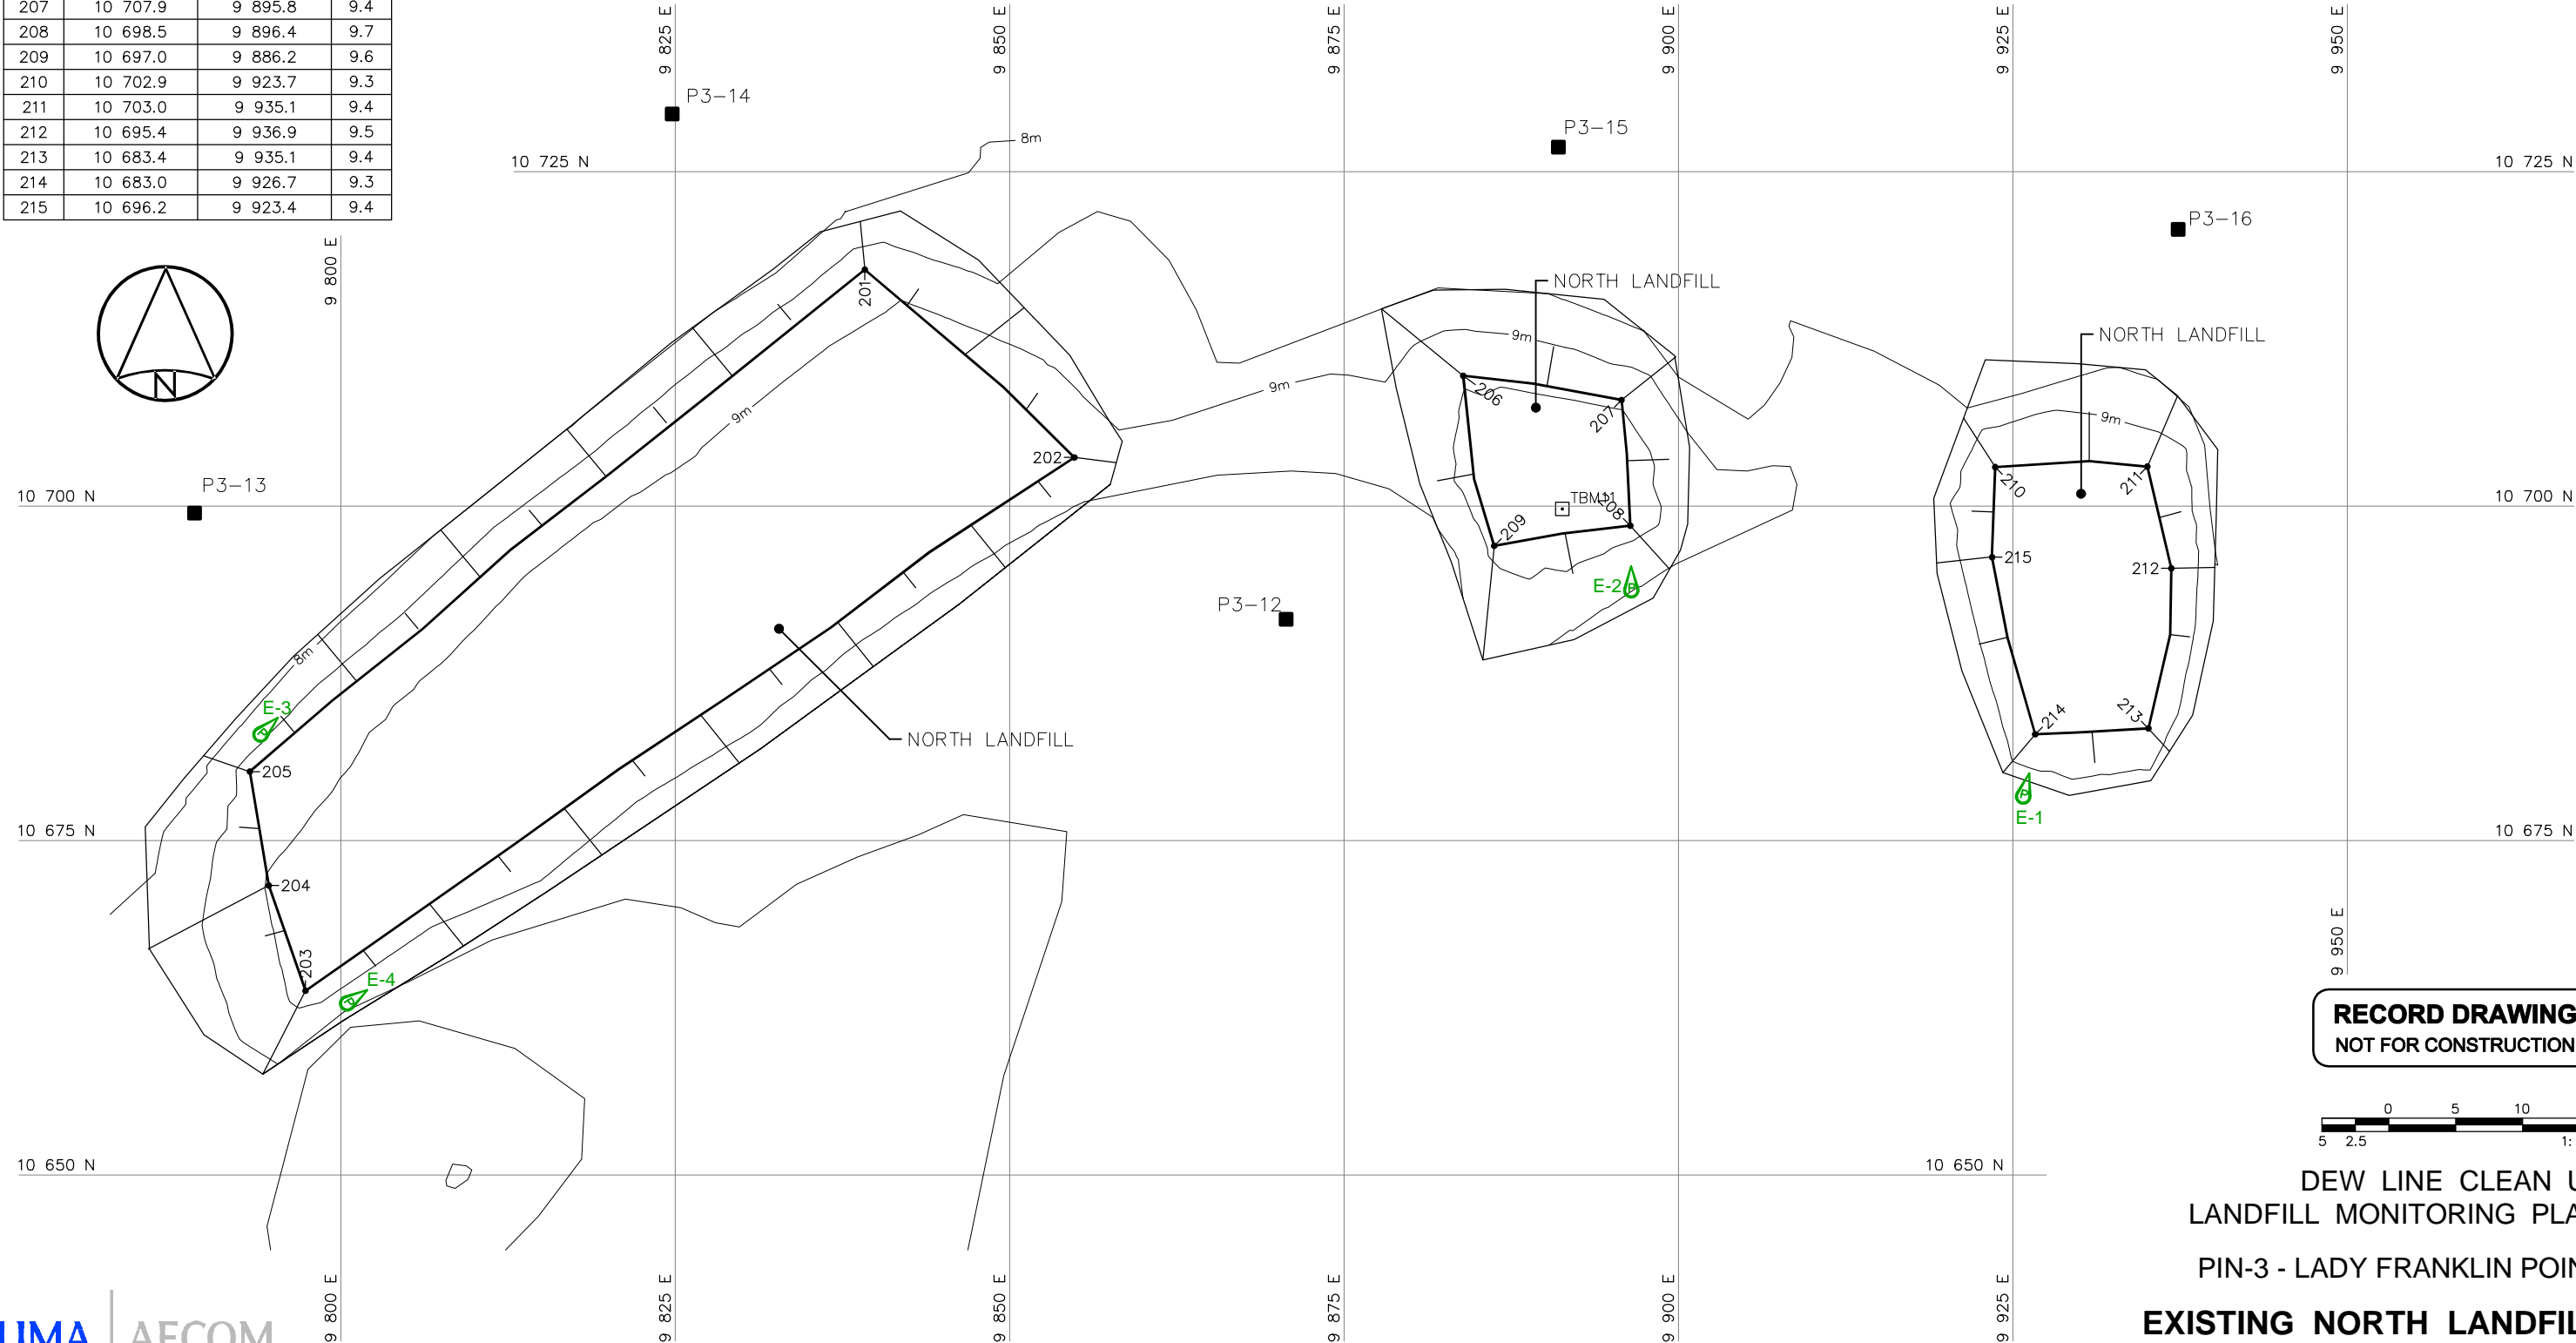 207 10 707.9 9 895.8 9.4
208 10 698.5 9 896.4 9.7
209 10 697.0 9 886.2 9.6
210 10 702.9 9 923.7 9.3
211 10 703.0 9 935.1 9.4
212 10 695.4 9 936.9 9.5
213 10 683.4 9 935.1 9.4
214 10 683.0 9 926.7 9.3
215 10 696.2 9 923.4 9.4
9 825 E
9 850 E
9 875 E
9 900 E
9 925 E
9 950 E
P3-14
8m
P3-15
10 725 N
10 725 N
P3-16
9 800 E
N
201
NORTH LANDFILL
NORTH LANDFILL
9m
9m
9m
9m
206
207
202
P3-13
10 700 N
10 700 N
TBM11
208
209
210
211
215
212
E-2
P
P3-12
8m
E-3
P
205
NORTH LANDFILL
214
213
P
E-1
10 675 N
10 675 N
204
203
E-4
P
9 950 E
RECORD DRAWING
NOT FOR CONSTRUCTION
0 5 10
5 2.5 1:
10 650 N
10 650 N
DEW LINE CLEAN
LANDFILL MONITORING
PIN-3 - LADY FRANKLIN
EXISTING NORTH
9 800 E
9 825 E
9 850 E
9 875 E
9 900 E
9 925 E
UMA AECOM